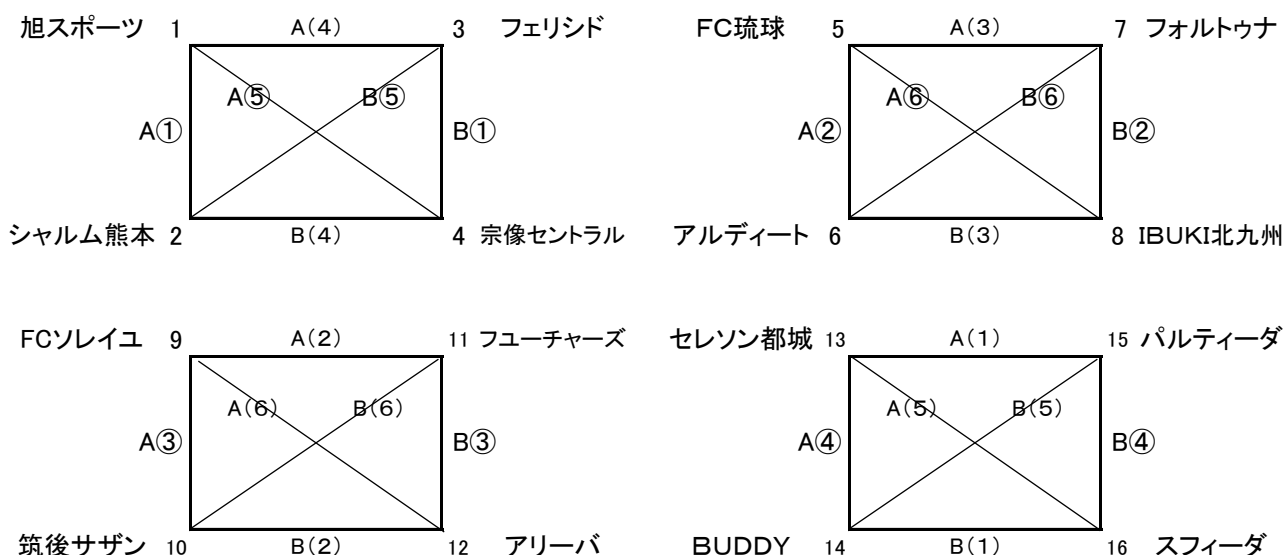 旭スポーツ 1 A(4) 3 フェリシド FC琉球 5 A(3) 7 フォルトゥナ
A⑤ B⑤ A⑥ B⑥
A① B① A② B②
シャルム熊本 2 B(4) 4 宗像セントラル アルディート 6 B(3) 8 IBUKI北九州
FCソレイユ 9 A(2) 11 フューチャーズ セレソン都城 13 A(1) 15 パルティーダ
A(6) B(6) A(5) B(5)
A③ B③ A④ B④
筑後サザン 10 B(2) 12 アリーバ BUDDY 14 B(1) 16 スフィーダ